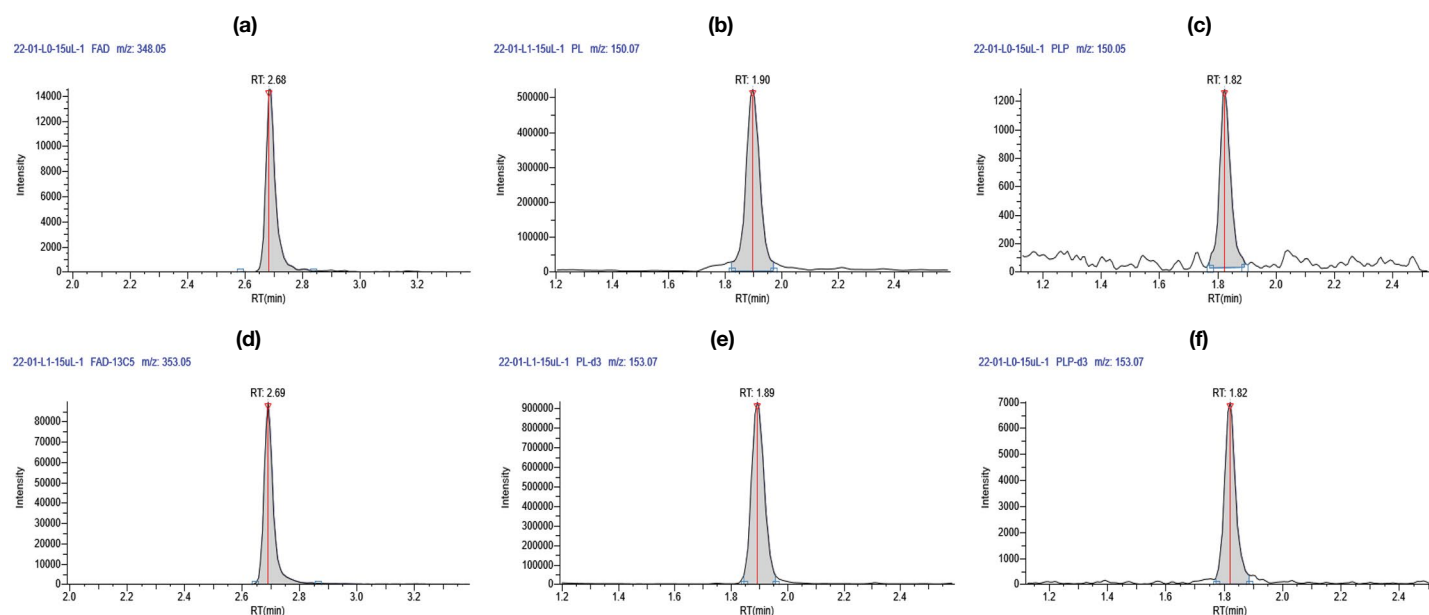 (a)
22-01-L0-15uL-1 FAD m/z: 348.05
RT: 2.68
Intensity
14000
12000
10000
8000
6000
4000
2000
0
2.0 2.2 2.4 2.6 2.8 3.0 3.2
RT(min)
(b)
22-01-L1-15uL-1 PL m/z: 150.07
RT: 1.90
Intensity
500000
400000
300000
200000
100000
0
1.2 1.4 1.6 1.8 2.0 2.2 2.4
RT(min)
(c)
22-01-L0-15uL-1 PLP m/z: 150.05
RT: 1.82
Intensity
1200
1000
800
600
400
200
0
1.2 1.4 1.6 1.8 2.0 2.2 2.4
RT(min)
(d)
22-01-L1-15uL-1 FAD-13C5 m/z: 353.05
RT: 2.69
Intensity
80000
70000
60000
50000
40000
30000
20000
10000
0
2.0 2.2 2.4 2.6 2.8 3.0 3.2
RT(min)
(e)
22-01-L1-15uL-1 PL-d3 m/z: 153.07
RT: 1.89
Intensity
900000
800000
700000
600000
500000
400000
300000
200000
100000
0
1.2 1.4 1.6 1.8 2.0 2.2 2.4
RT(min)
(f)
22-01-L0-15uL-1 PLP-d3 m/z: 153.07
RT: 1.82
Intensity
7000
6000
5000
4000
3000
2000
1000
0
1.2 1.4 1.6 1.8 2.0 2.2 2.4
RT(min)